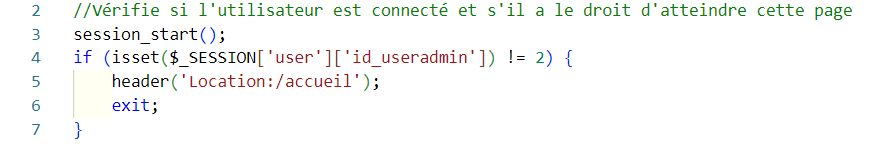 2 //Vérifie si l'utilisateur est connecté et s'il a le droit d'atteindre cette page
3 session_start();
4 if (isset($_SESSION['user']['id_useradmin']) != 2) {
5     header('Location:/accueil');
6     exit;
7 }